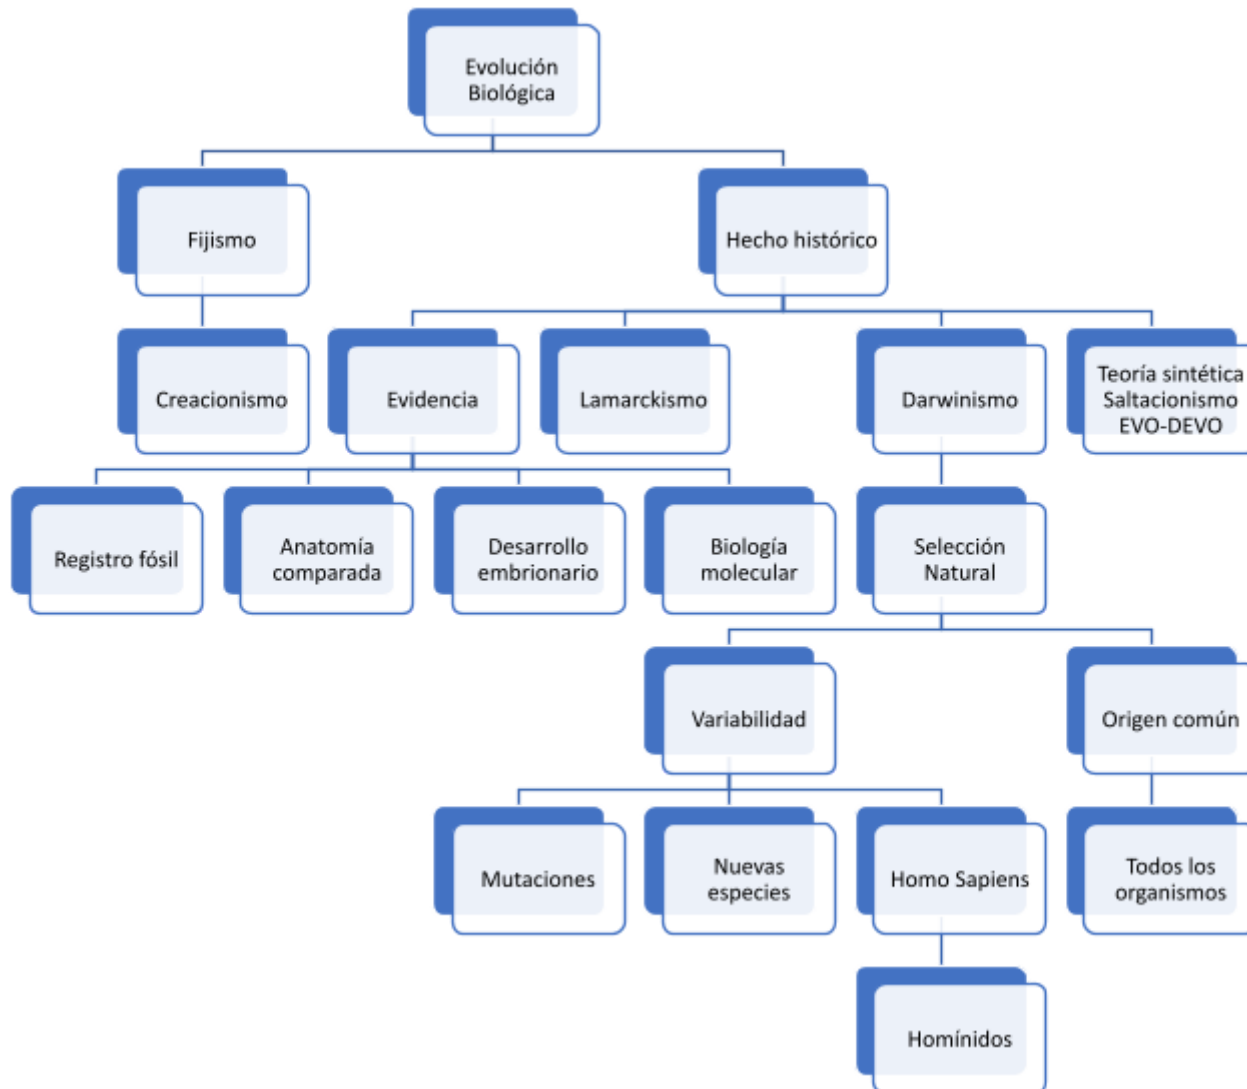 Evolución
Biológica
Fijismo
Hecho histórico
Creacionismo
Evidencia
Lamarckismo
Darwinismo
Teoría sintética
Saltacionismo
EVO-DEVO
Registro fósil
Anatomía
comparada
Desarrollo
embrionario
Biología
molecular
Selección
Natural
Variabilidad
Origen común
Mutaciones
Nuevas
especies
Homo Sapiens
Todos los
organismos
Homínidos